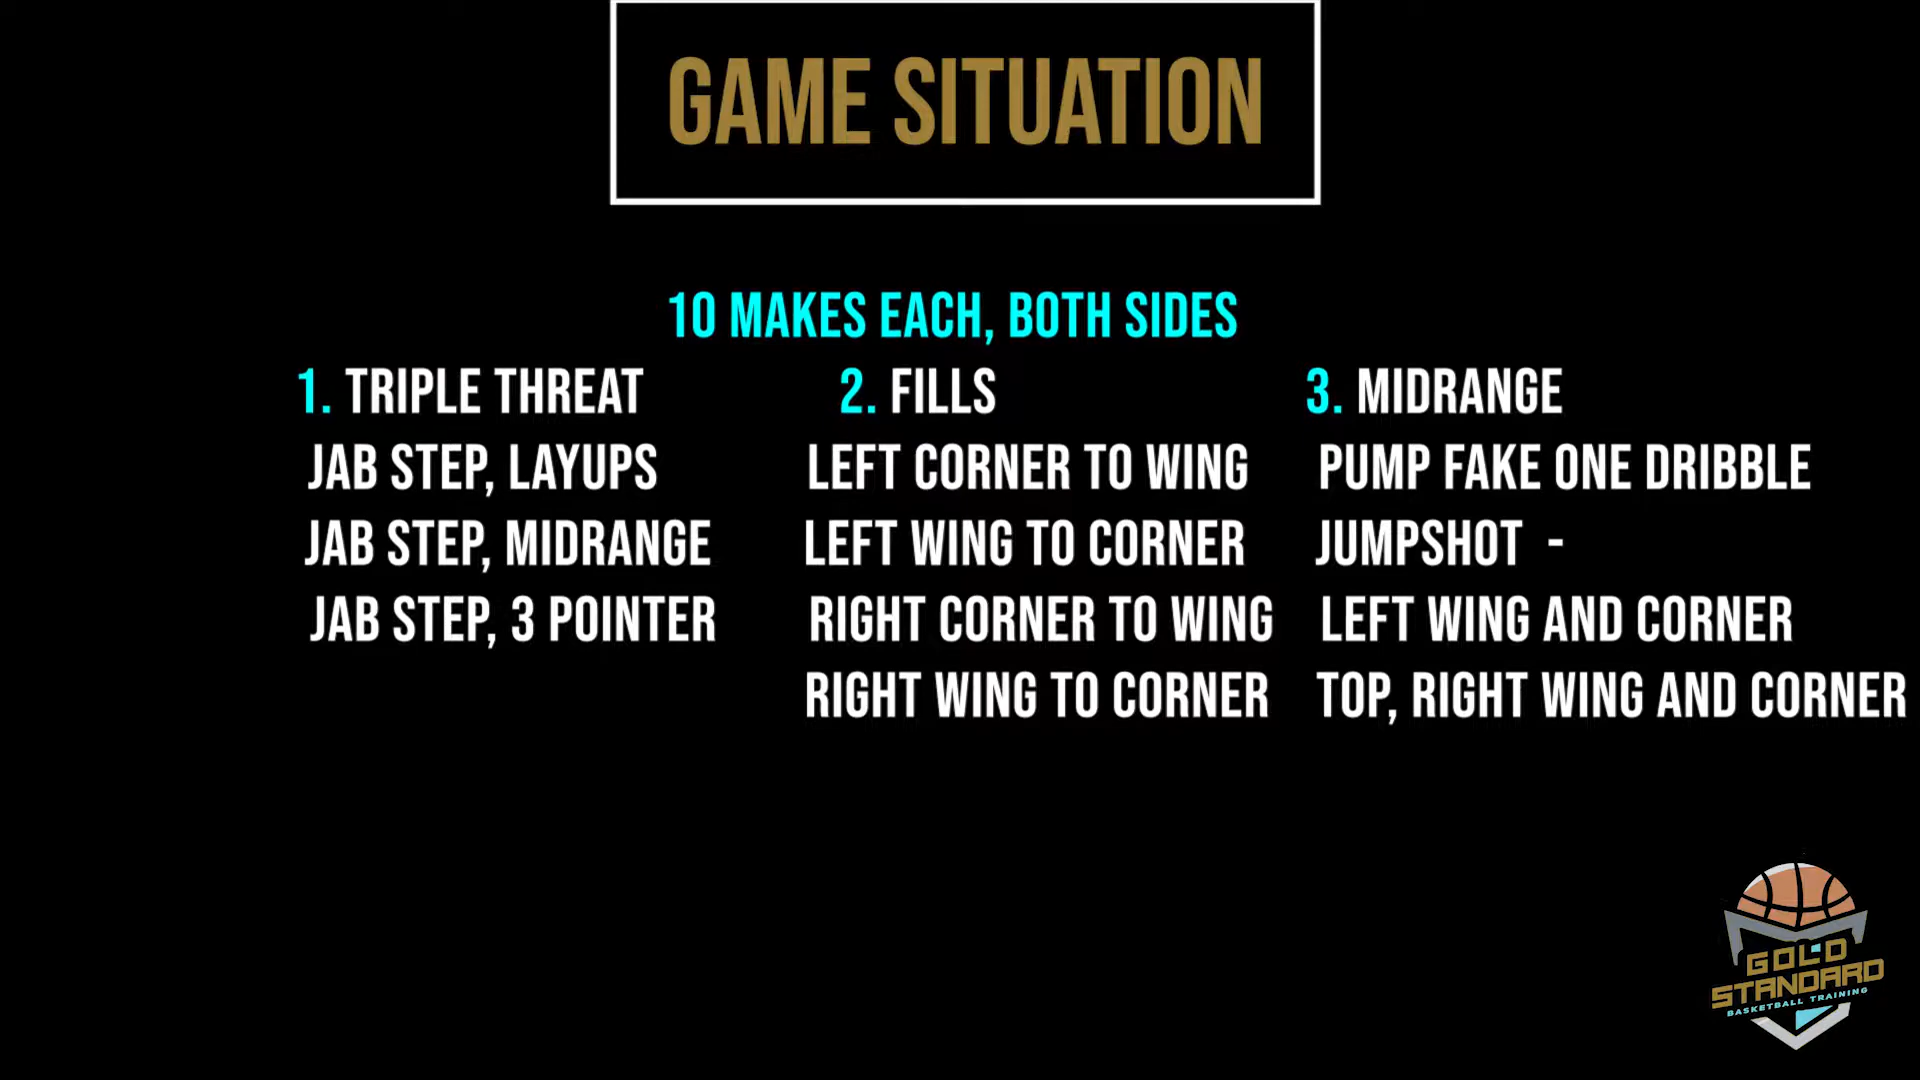 GAME SITUATION
10 MAKES EACH, BOTH SIDES
1. TRIPLE THREAT
JAB STEP, LAYUPS
JAB STEP, MIDRANGE
JAB STEP, 3 POINTER
2. FILLS
LEFT CORNER TO WING
LEFT WING TO CORNER
RIGHT CORNER TO WING
RIGHT WING TO CORNER
3. MIDRANGE
PUMP FAKE ONE DRIBBLE
JUMPSHOT -
LEFT WING AND CORNER
TOP, RIGHT WING AND CORNER
GOLD
STANDARD
BASKETBALL TRAINING